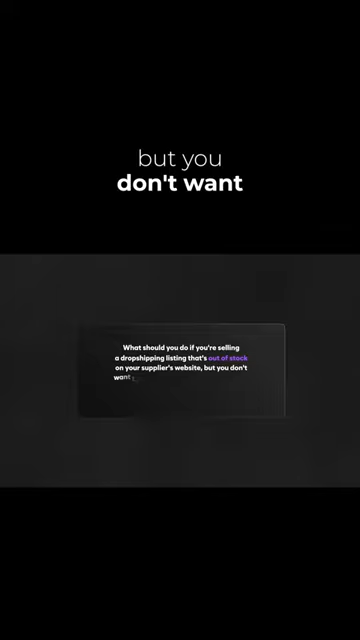 but you
don't want
What should you do if you're selling
a dropshipping listing that's out of stock
on your supplier's website, but you don't
want